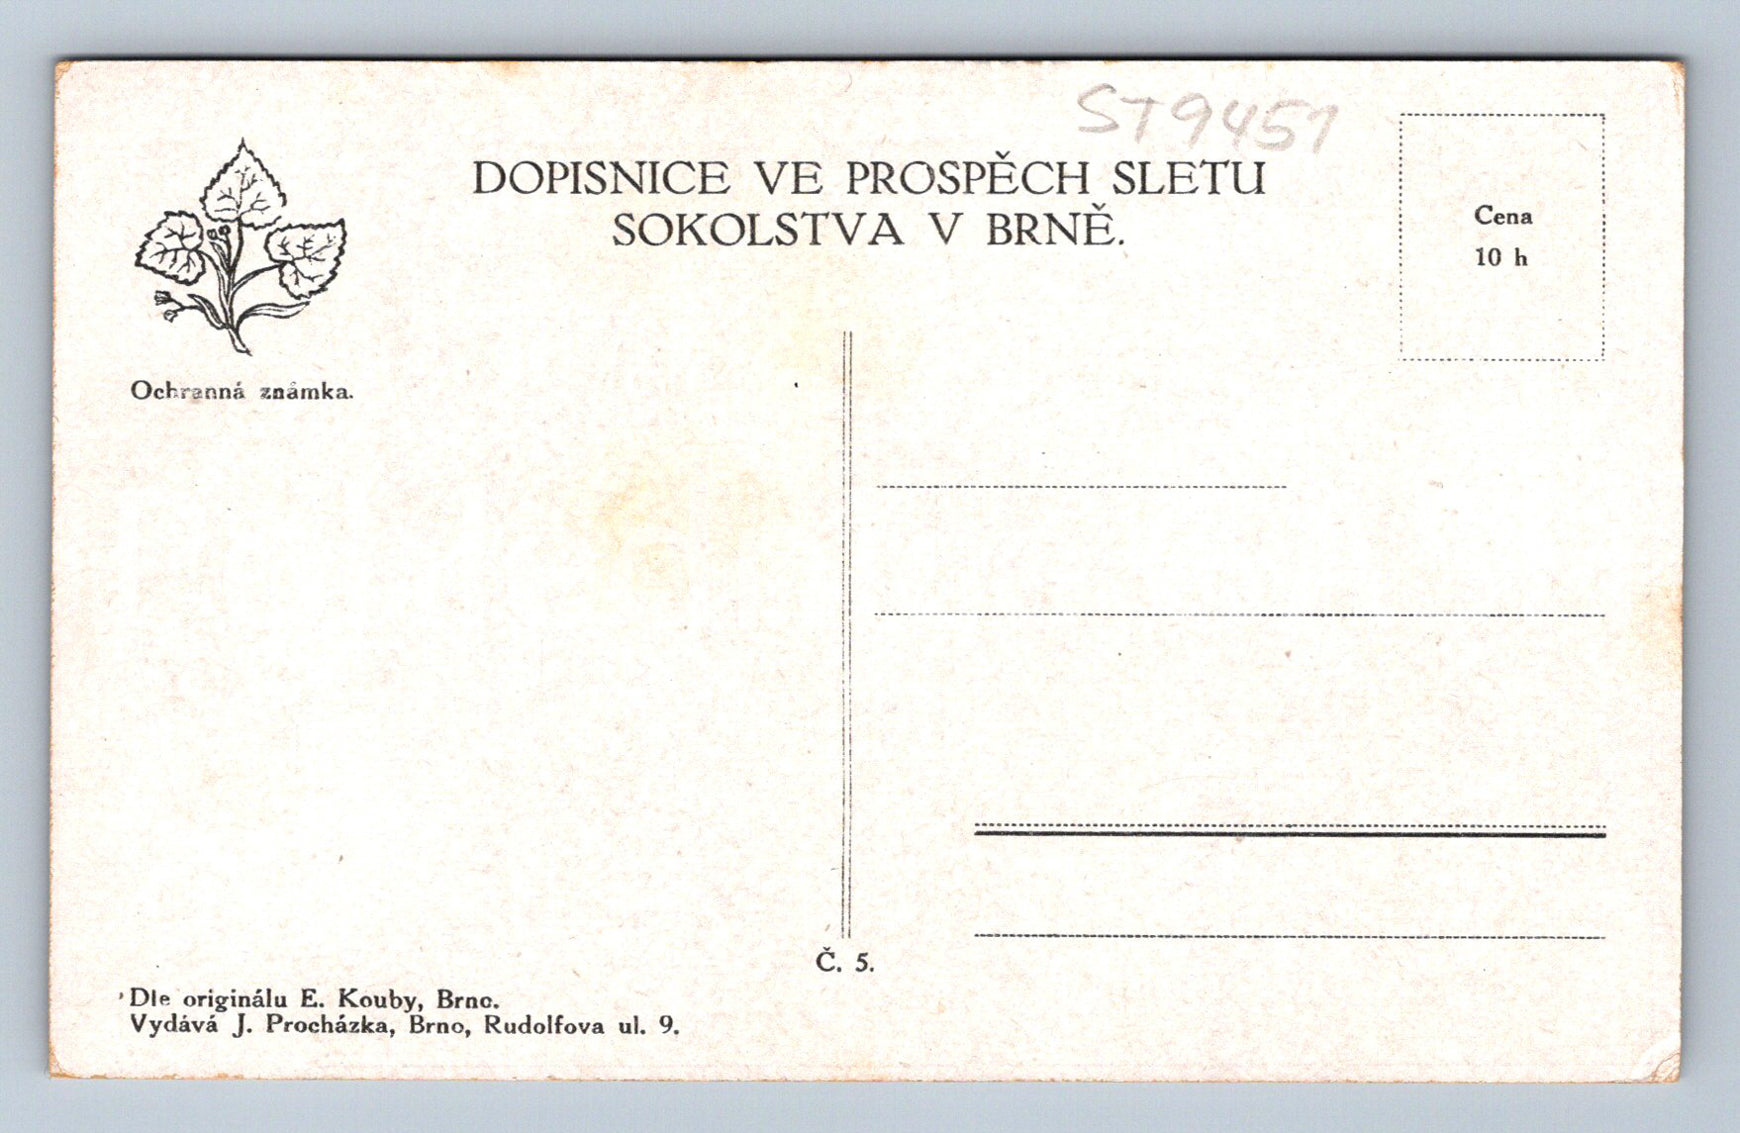 ST9451
DOPISNICE VE PROSPĚCH SLETU
SOKOLSTVA V BRNĚ.
Cena
10 h
Ochranná známka.
Č. 5.
Dle originálu E. Kouby, Brno.
Vydává J. Procházka, Brno, Rudolfova ul. 9.